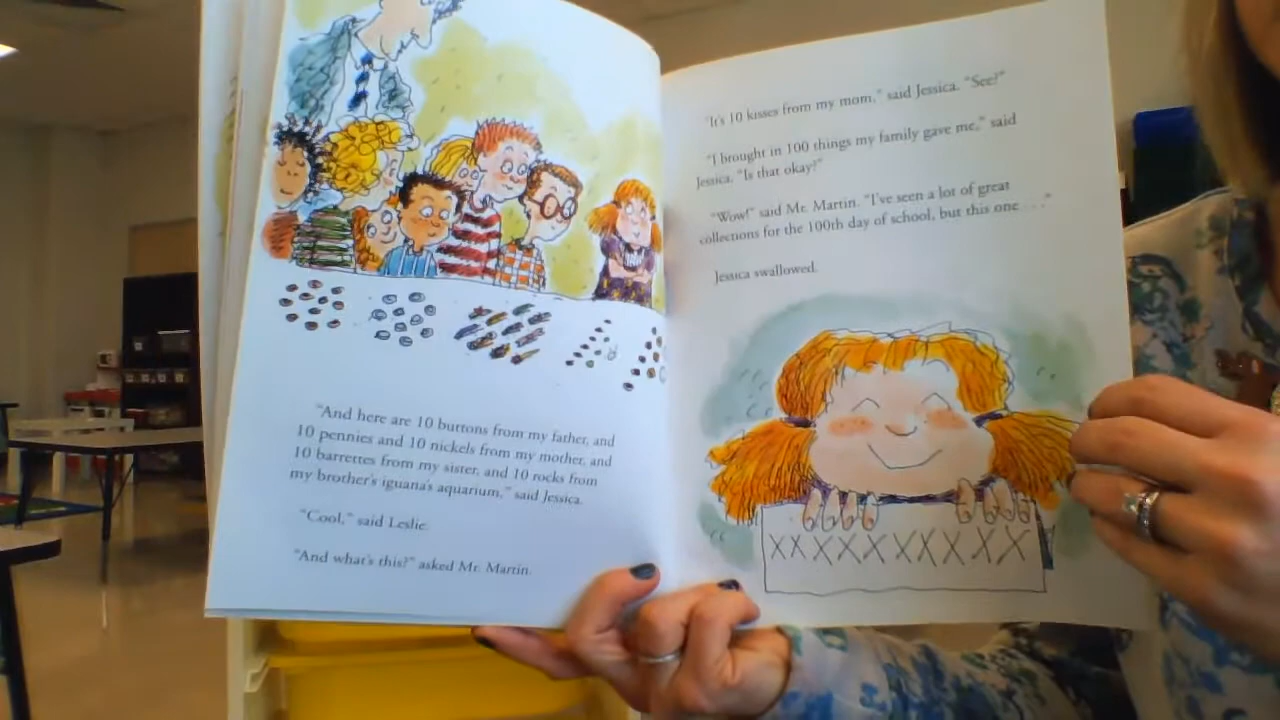 "And here are 10 buttons from my father, and
10 pennies and 10 nickels from my mother, and
10 barrettes from my sister, and 10 rocks from
my brother's iguana's aquarium," said Jessica.
"Cool," said Leslie.
"And what's this?" asked Mr. Martin.
"It's 10 kisses from my mom," said Jessica. "See?"
"I brought in 100 things my family gave me," said
Jessica. "Is that okay?"
"Wow!" said Mr. Martin. "I've seen a lot of great
collections for the 100th day of school, but this one . . ."
Jessica swallowed.
XXXXXXXXXX